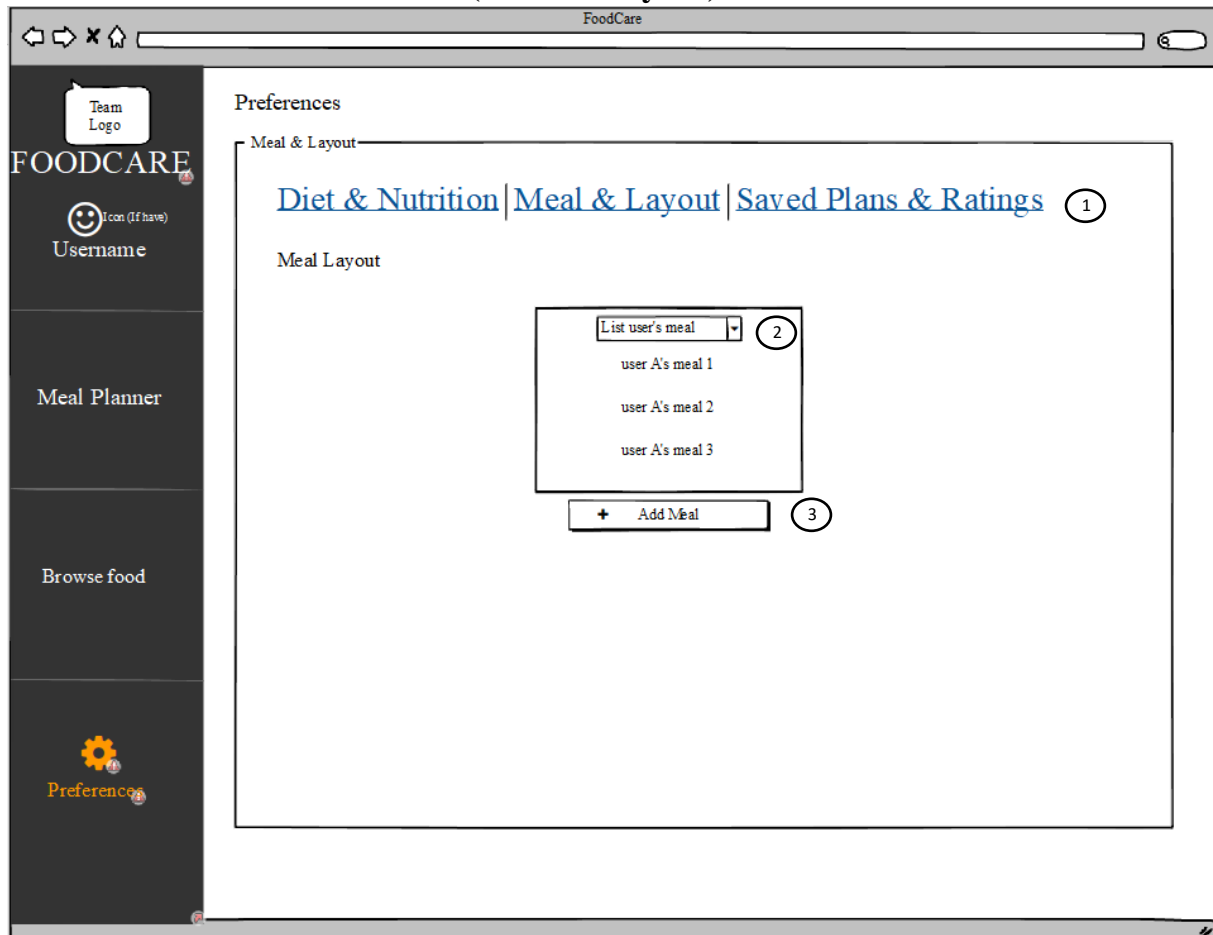 FoodCare
Team
Logo
FOODCARE
Icon (If have)
Username
Meal Planner
Browse food
Preferences
Preferences
Meal & Layout
Diet & Nutrition|Meal & Layout|Saved Plans & Ratings
1
Meal Layout
List user's meal
2
user A's meal 1
user A's meal 2
user A's meal 3
+ Add Meal
3